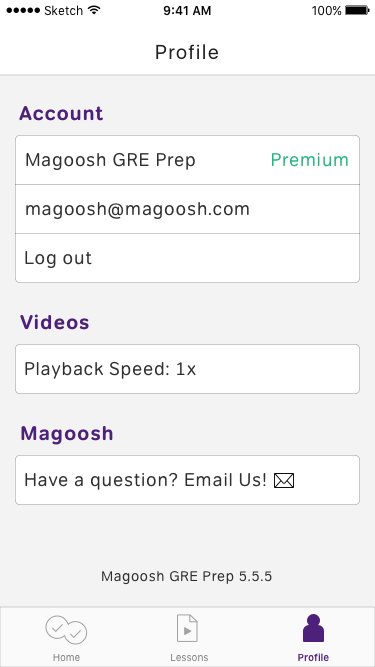 Sketch 9:41 AM 100%
Profile
Account
Magoosh GRE Prep Premium
magoosh@magoosh.com
Log out
Videos
Playback Speed: 1x
Magoosh
Have a question? Email Us!
Magoosh GRE Prep 5.5.5
Home Lessons Profile